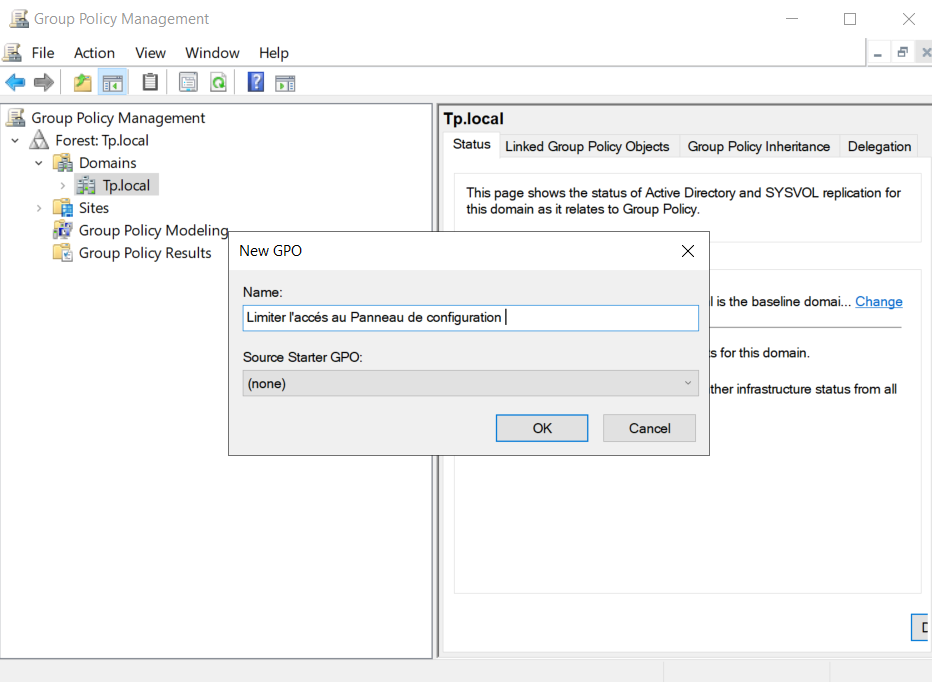 Group Policy Management
File Action View Window Help
Group Policy Management
Forest: Tp.local
Domains
Tp.local
Sites
Group Policy Modeling
Group Policy Results
Tp.local
Status Linked Group Policy Objects Group Policy Inheritance Delegation
This page shows the status of Active Directory and SYSVOL replication for
this domain as it relates to Group Policy.
l is the baseline domai... Change
s for this domain.
ther infrastructure status from all
New GPO
Name:
Limiter l'accés au Panneau de configuration
Source Starter GPO:
(none)
OK Cancel